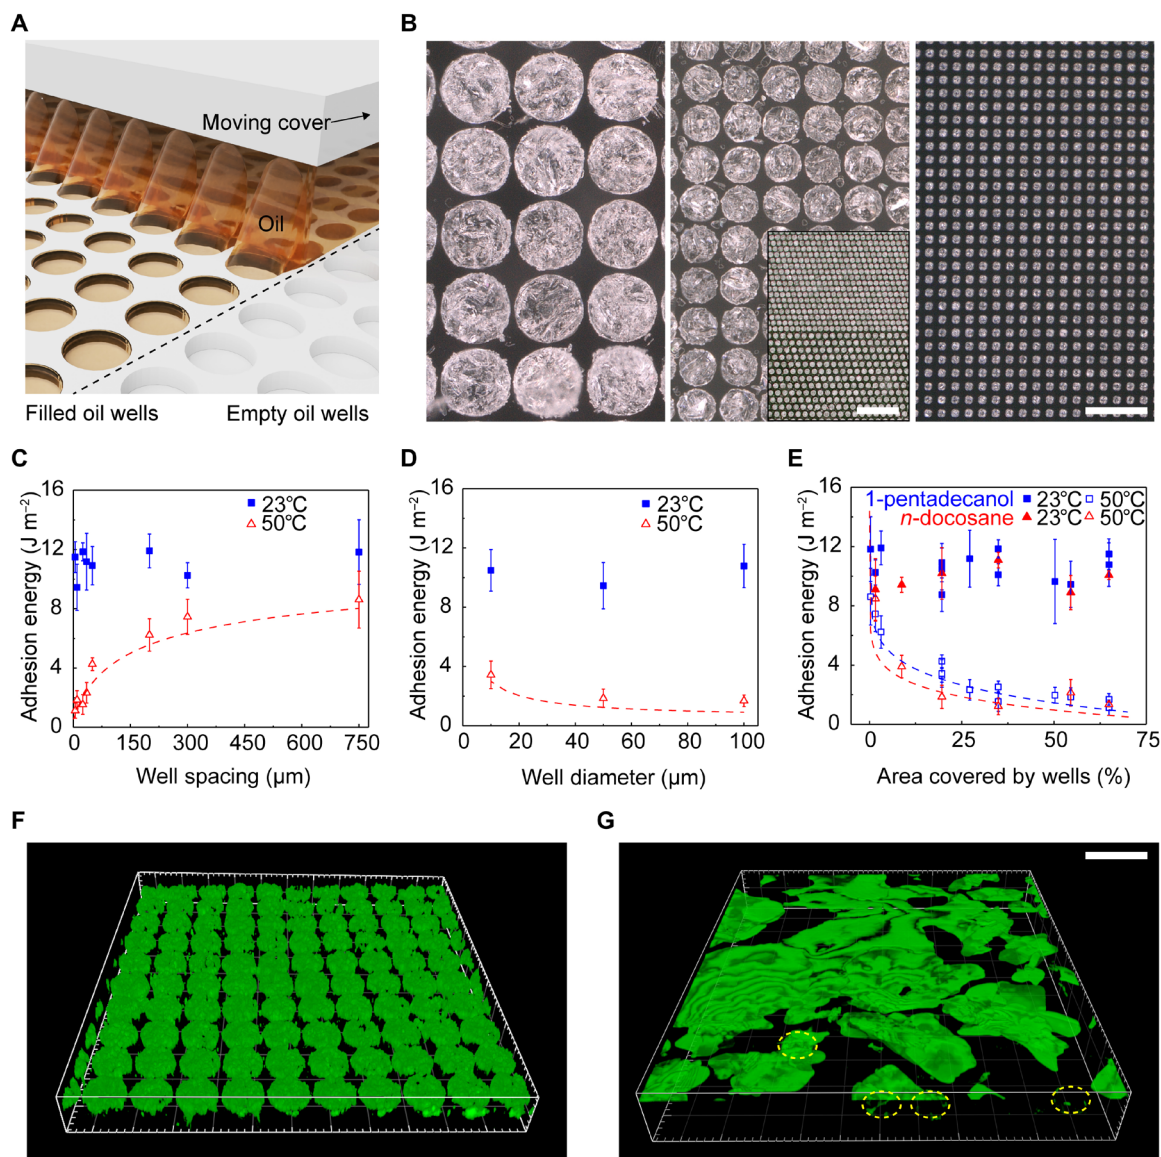 A
Moving cover
Oil
Filled oil wells
Empty oil wells
B
C
Adhesion energy (J m⁻²)
16
12
8
4
0
23°C
50°C
0
150
300
450
600
750
Well spacing (µm)
D
Adhesion energy (J m⁻²)
16
12
8
4
0
23°C
50°C
0
20
40
60
80
100
Well diameter (µm)
E
Adhesion energy (J m⁻²)
16
12
8
4
0
1-pentadecanol 23°C 50°C
n-docosane 23°C 50°C
0
25
50
75
Area covered by wells (%)
F
G